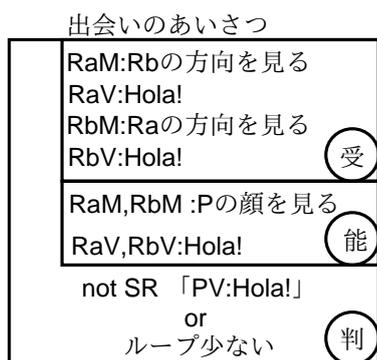 出会いのあいさつ
RaM:Rbの方向を見る
RaV:Hola!
RbM:Raの方向を見る
RbV:Hola!
受
RaM,RbM :Pの顔を見る
RaV,RbV:Hola!
能
not SR 「PV:Hola!」
or
ループ少ない
判